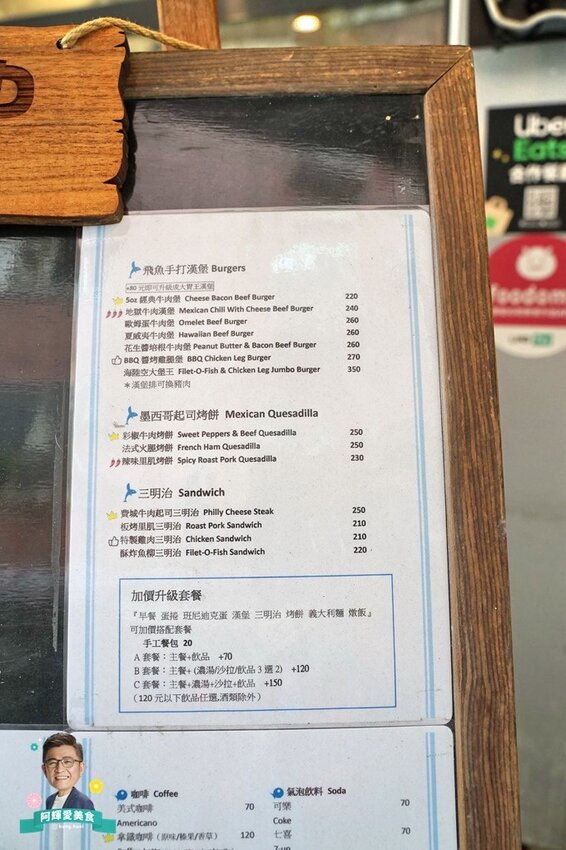 D
Uber
Eats
合作餐廳
foodom
飛魚手打漢堡 Burgers
+80 元即可升級成大胃王漢堡
5oz 經典牛肉堡 Cheese Bacon Beef Burger 220
地獄牛肉漢堡 Mexican Chili With Cheese Beef Burger 240
歐姆蛋牛肉堡 Omelet Beef Burger 260
夏威夷牛肉堡 Hawaiian Beef Burger 260
花生醬培根牛肉堡 Peanut Butter & Bacon Beef Burger 260
BBQ 醬烤雞腿堡 BBQ Chicken Leg Burger 270
海陸空大堡王 Filet-O-Fish & Chicken Leg Jumbo Burger 350
＊漢堡排可換豬肉
墨西哥起司烤餅 Mexican Quesadilla
彩椒牛肉烤餅 Sweet Peppers & Beef Quesadilla 250
法式火腿烤餅 French Ham Quesadilla 250
辣味里肌烤餅 Spicy Roast Pork Quesadilla 230
三明治 Sandwich
費城牛肉起司三明治 Philly Cheese Steak 250
板烤里肌三明治 Roast Pork Sandwich 210
特製雞肉三明治 Chicken Sandwich 210
酥炸魚柳三明治 Filet-O-Fish Sandwich 220
加價升級套餐
『早餐 蛋捲 班尼迪克蛋 漢堡 三明治 烤餅 義大利麵 燉飯』
可加價搭配套餐
手工餐包 20
A 套餐：主餐+飲品 +70
B 套餐：主餐+ (濃湯/沙拉/飲品 3 選 2) +120
C 套餐：主餐+濃湯+沙拉+飲品 +150
(120 元以下飲品任選,酒類除外)
咖啡 Coffee
美式咖啡 70
Americano
拿鐵咖啡 (原味/榛果/香草) 120
氣泡飲料 Soda
可樂 70
Coke
七喜 70
7-up
阿輝愛美食